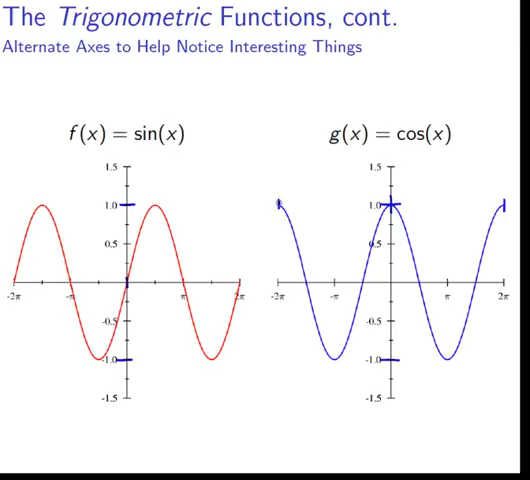 The Trigonometric Functions, cont.
Alternate Axes to Help Notice Interesting Things
f(x) = sin(x)
1.5
1.0
0.5
-2π
-π
π
2π
-0.5
-1.0
-1.5
g(x) = cos(x)
1.5
1.0
0.5
-2π
-π
π
2π
-0.5
-1.0
-1.5